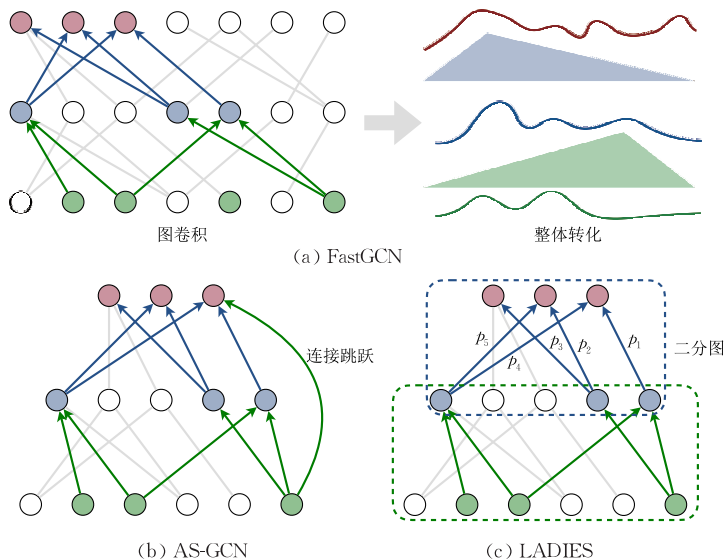 图卷积
整体转化
(a) FastGCN
连接跳跃
p5
p4
p3
p2
p1
二分图
(b) AS-GCN
(c) LADIES